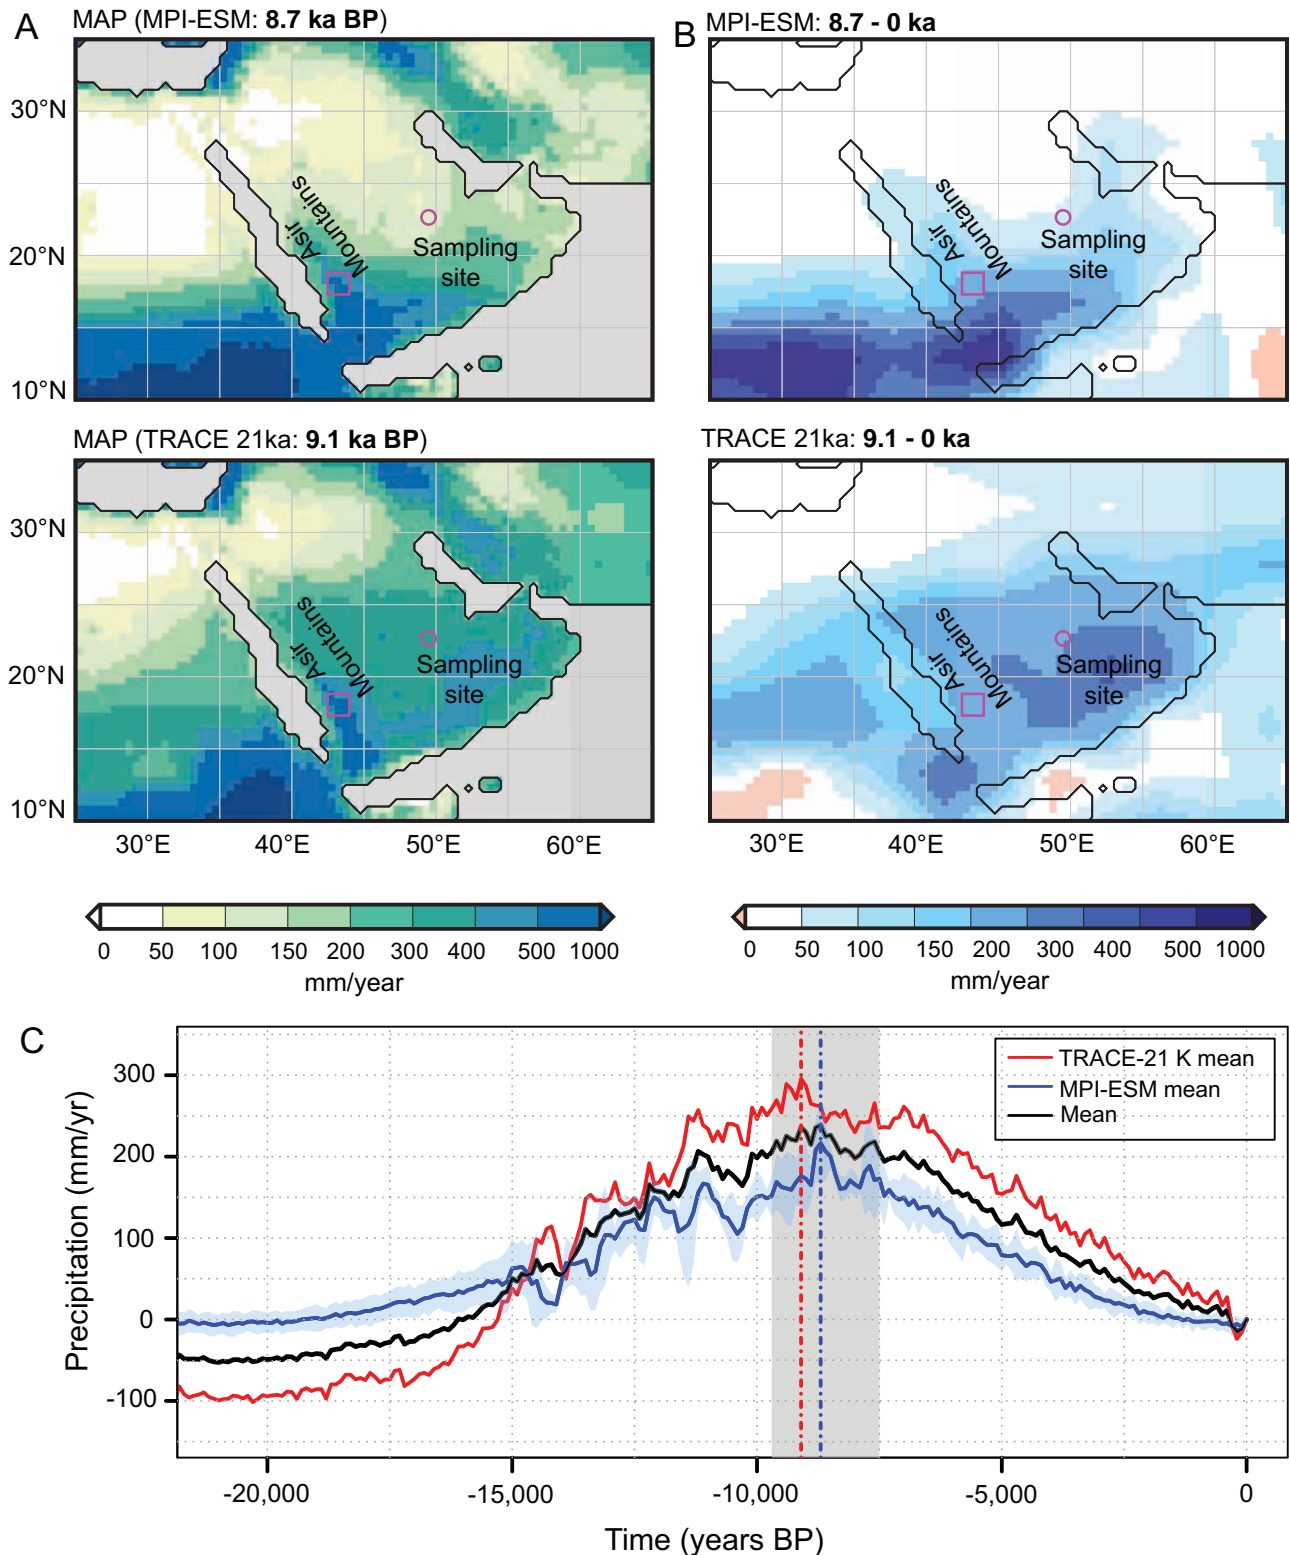 A
MAP (MPI-ESM: 8.7 ka BP)
B
MPI-ESM: 8.7 - 0 ka
30°N
20°N
10°N
Asir
Mountains
Sampling
site
Asir
Mountains
Sampling
site
MAP (TRACE 21ka: 9.1 ka BP)
TRACE 21ka: 9.1 - 0 ka
30°N
20°N
10°N
Asir
Mountains
Sampling
site
Asir
Mountains
Sampling
site
30°E 40°E 50°E 60°E
30°E 40°E 50°E 60°E
0 50 100 150 200 300 400 500 1000
mm/year
0 50 100 150 200 300 400 500 1000
mm/year
C
TRACE-21 K mean
MPI-ESM mean
Mean
Precipitation (mm/yr)
300
200
100
0
-100
-20,000 -15,000 -10,000 -5,000 0
Time (years BP)